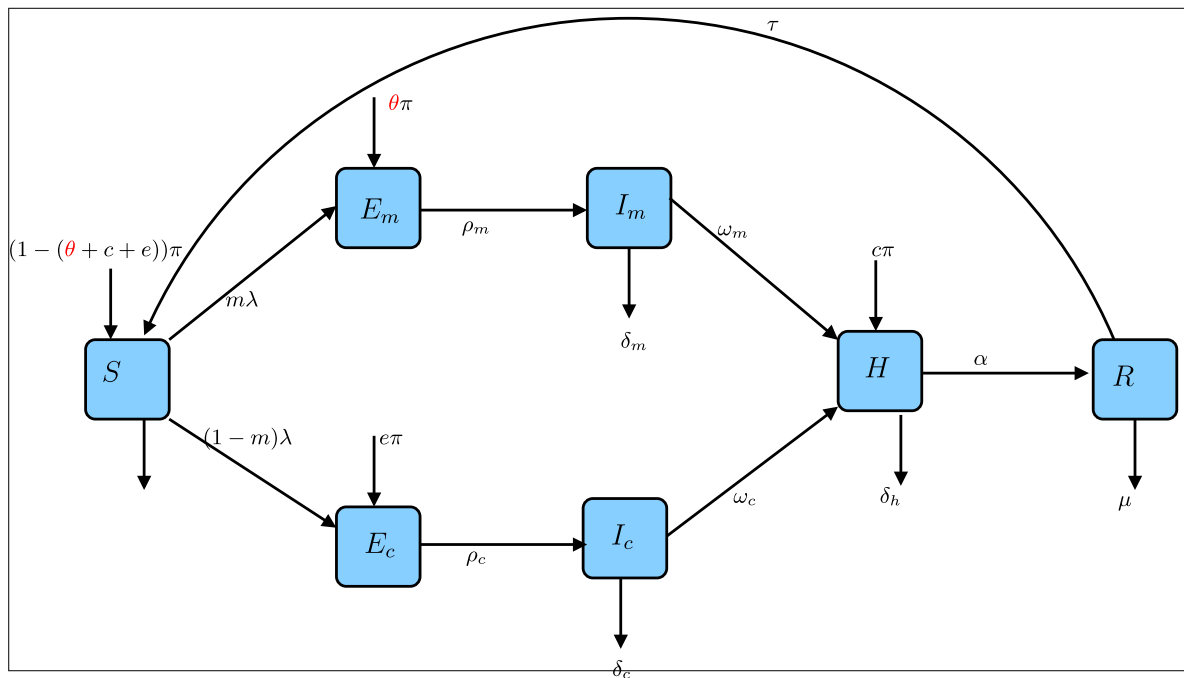 τ
θπ
E_m
ρ_m
I_m
ω_m
δ_m
(1 − (θ + c + e))π
mλ
cπ
S
H
α
R
(1 − m)λ
eπ
δ_h
μ
ω_c
E_c
ρ_c
I_c
δ_c